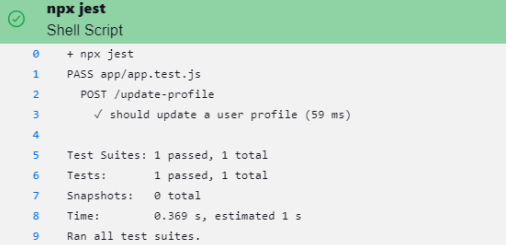 npx jest
Shell Script
0 + npx jest
1 PASS app/app.test.js
2 POST /update-profile
3 ✓ should update a user profile (59 ms)
4
5 Test Suites: 1 passed, 1 total
6 Tests: 1 passed, 1 total
7 Snapshots: 0 total
8 Time: 0.369 s, estimated 1 s
9 Ran all test suites.